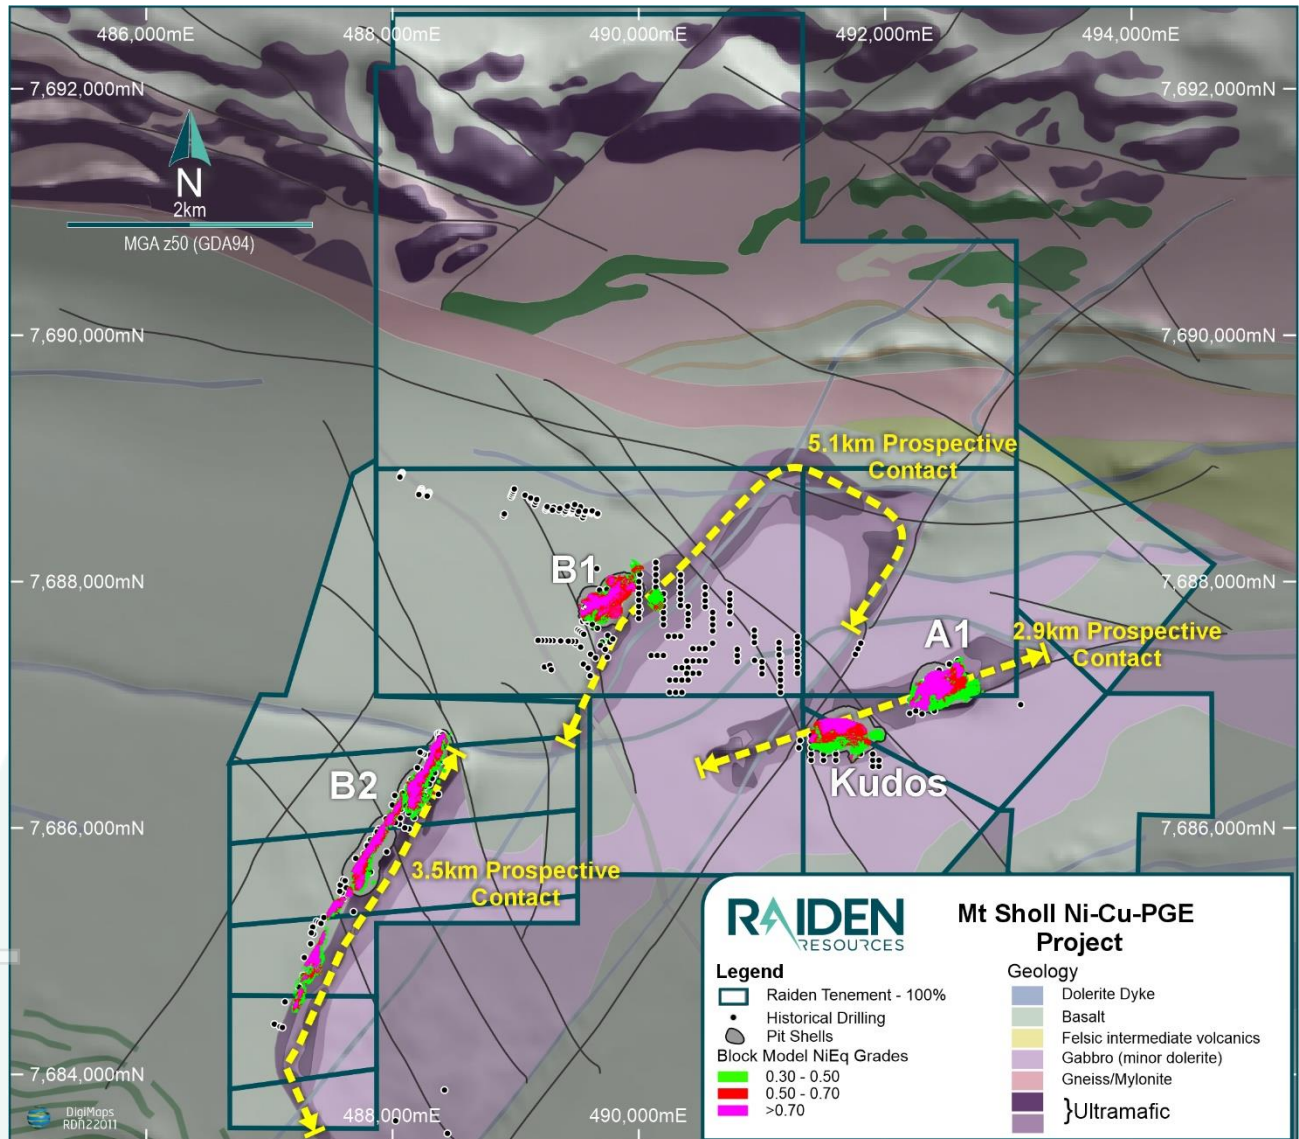 486,000mE
488,000mE
490,000mE
492,000mE
494,000mE
7,692,000mN
7,692,000mN
N
2km
MGA z50 (GDA94)
7,690,000mN
7,690,000mN
5.1km Prospective
Contact
7,688,000mN
B1
7,688,000mN
A1
2.9km Prospective
Contact
B2
Kudos
7,686,000mN
7,686,000mN
3.5km Prospective
Contact
7,684,000mN
488,000mE
490,000mE
DigiMaps
RDN22011
RAIDEN
RESOURCES
Mt Sholl Ni-Cu-PGE
Project
Legend
Raiden Tenement - 100%
Historical Drilling
Pit Shells
Block Model NiEq Grades
0.30 - 0.50
0.50 - 0.70
>0.70
Geology
Dolerite Dyke
Basalt
Felsic intermediate volcanics
Gabbro (minor dolerite)
Gneiss/Mylonite
}Ultramafic